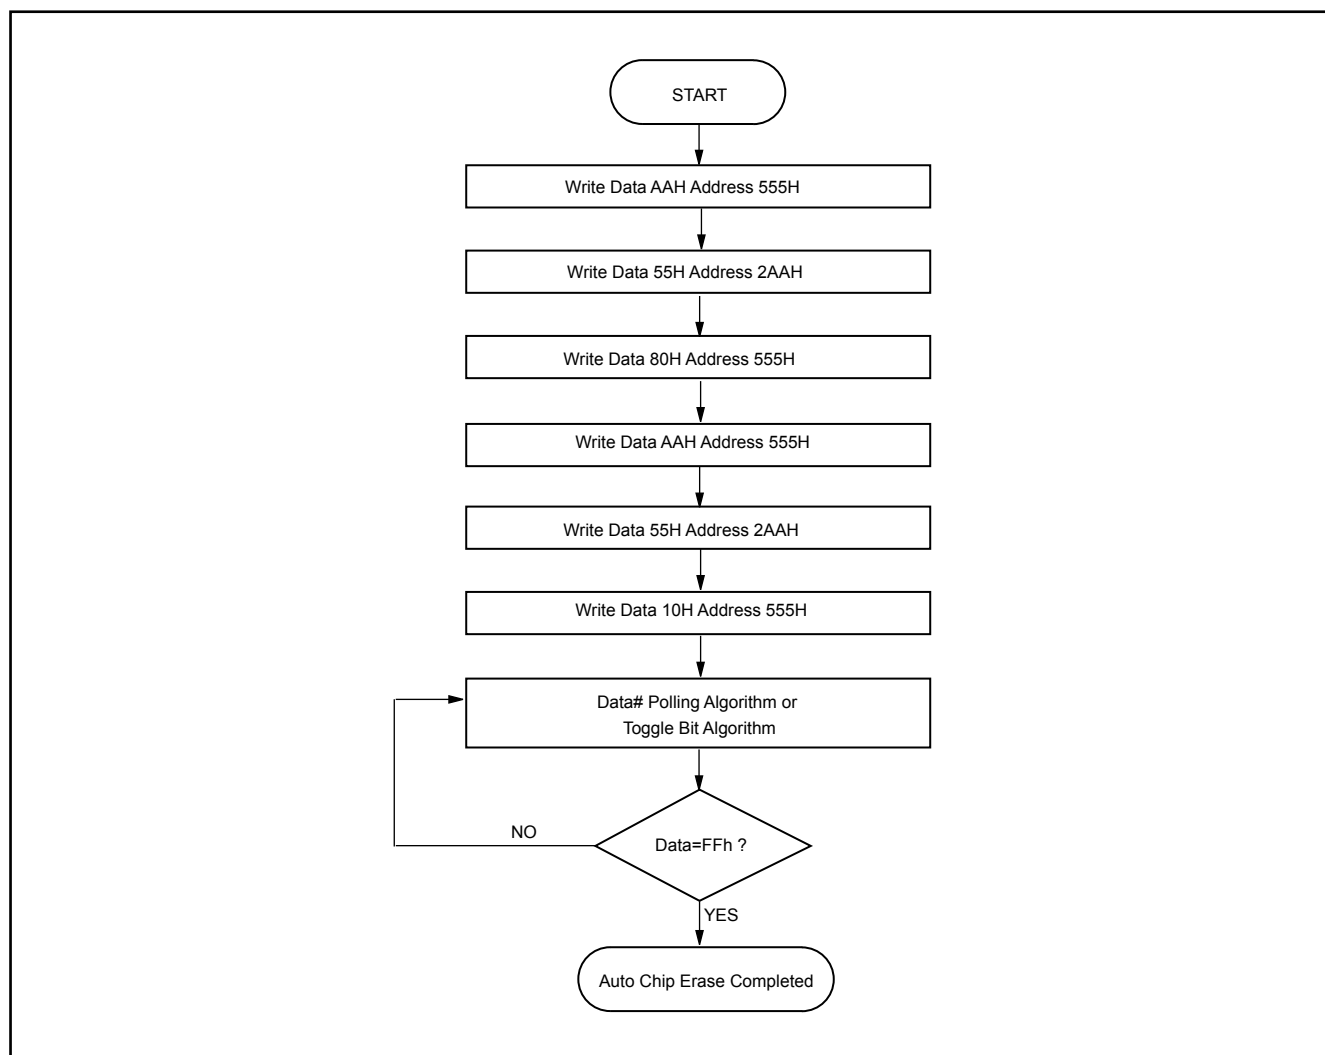 START
Write Data AAH Address 555H
Write Data 55H Address 2AAH
Write Data 80H Address 555H
Write Data AAH Address 555H
Write Data 55H Address 2AAH
Write Data 10H Address 555H
Data# Polling Algorithm or
Toggle Bit Algorithm
NO
Data=FFh ?
YES
Auto Chip Erase Completed